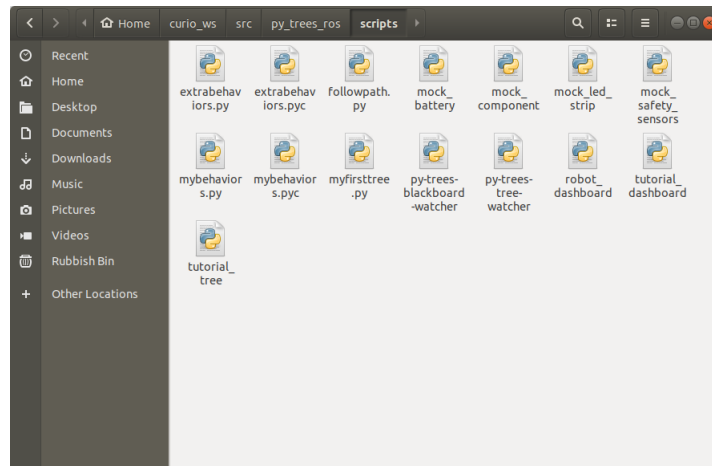 Home
curio_ws
src
py_trees_ros
scripts
Recent
Home
Desktop
Documents
Downloads
Music
Pictures
Videos
Rubbish Bin
Other Locations
extrabehav
iors.py
extrabehav
iors.pyc
followpath.
py
mock_
battery
mock_
component
mock_led_
strip
mock_
safety_
sensors
mybehavior
s.py
mybehavior
s.pyc
myfirsttree
.py
py-trees-
blackboard
-watcher
py-trees-
tree-
watcher
robot_
dashboard
tutorial_
dashboard
tutorial_
tree